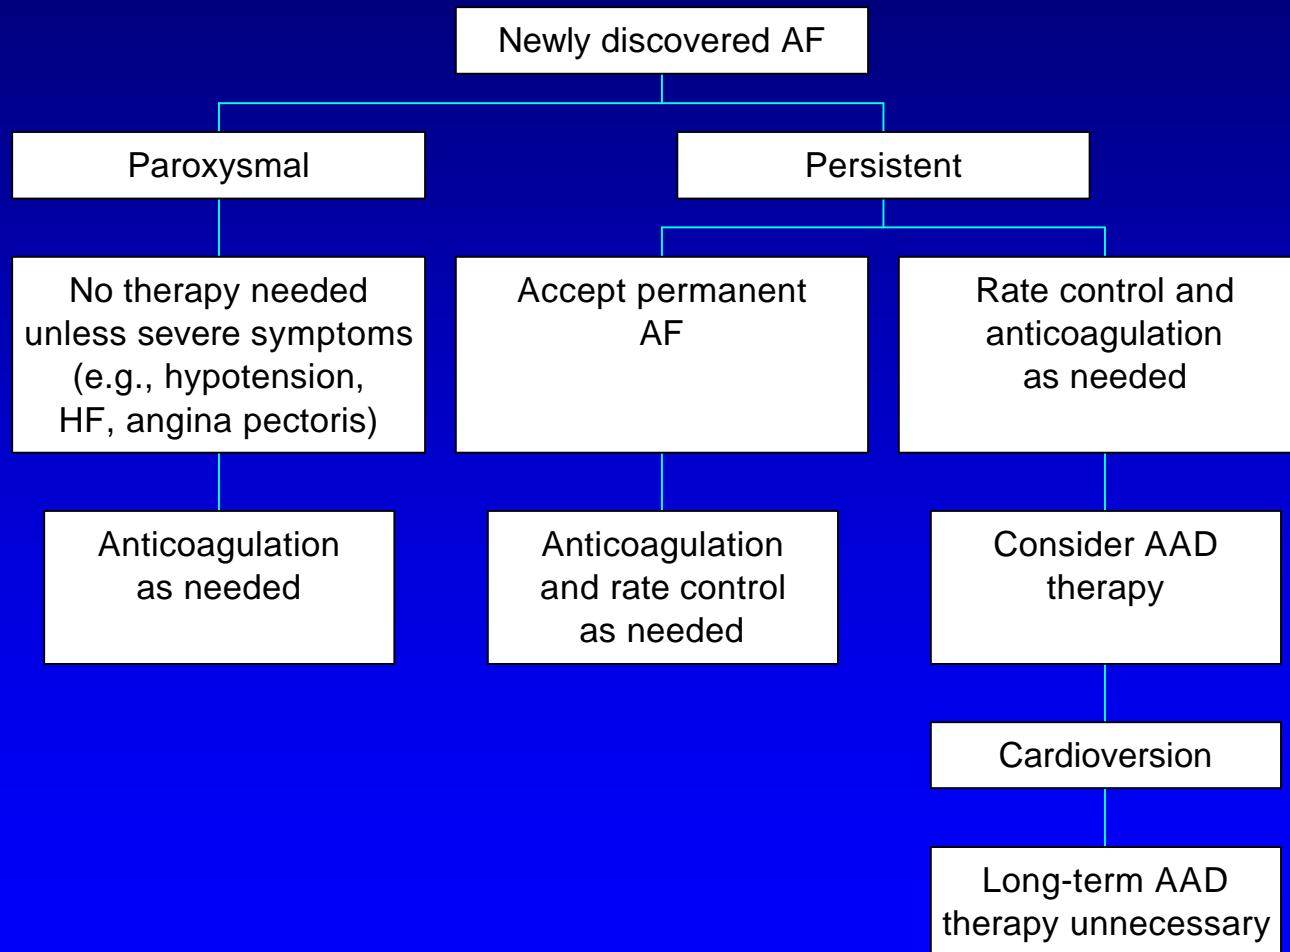 Newly discovered AF
Paroxysmal
Persistent
No therapy needed
unless severe symptoms
(e.g., hypotension,
HF, angina pectoris)
Accept permanent
AF
Rate control and
anticoagulation
as needed
Anticoagulation
as needed
Anticoagulation
and rate control
as needed
Consider AAD
therapy
Cardioversion
Long-term AAD
therapy unnecessary